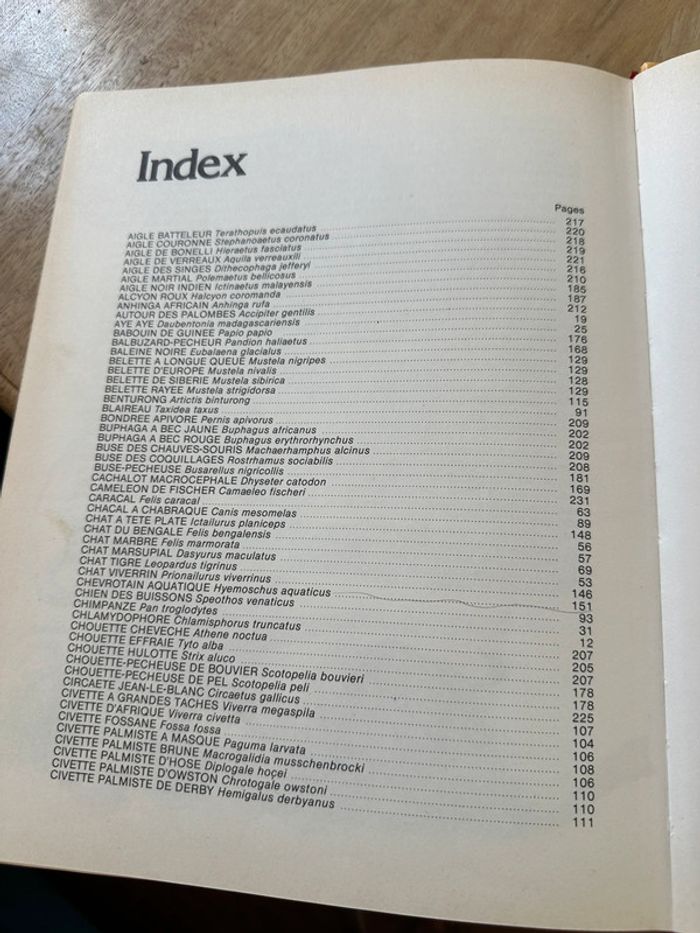 Index
Pages
AIGLE BATTELEUR Terathopuis ecaudatus 217
AIGLE COURONNE Stephanoaetus coronatus 220
AIGLE DE BONELLI Hieraetus fasciatus 218
AIGLE DE VERREAUX Aquila verreauxili 219
AIGLE DES SINGES Dithecophaga jefferyi 221
AIGLE MARTIAL Polemaetus bellicosus 216
AIGLE NOIR INDIEN Ictinaetus malayensis 210
ALCYON ROUX Halcyon coromanda 185
ANHINGA AFRICAIN Anhinga rufa 187
AUTOUR DES PALOMBES Accipiter gentilis 212
AYE AYE Daubentonia madagascariensis 19
BABOUIN DE GUINEE Papio papio 25
BALBUZARD-PECHEUR Pandion haliaetus 176
BALEINE NOIRE Eubalaena glacialus 168
BELETTE A LONGUE QUEUE Mustela nigripes 129
BELETTE D'EUROPE Mustela nivalis 129
BELETTE DE SIBERIE Mustela sibirica 128
BELETTE RAYEE Mustela strigidorsa 129
BENTURONG Artictis binturong 115
BLAIREAU Taxidea taxus 91
BONDREE APIVORE Pernis apivorus 209
BUPHAGA A BEC JAUNE Buphagus africanus 202
BUPHAGA A BEC ROUGE Buphagus erythrorhynchus 202
BUSE DES CHAUVES-SOURIS Machaerhamphus alcinus 209
BUSE DES COQUILLAGES Rostrhamus sociabilis 208
BUSE-PECHEUSE Busarellus nigricollis 181
CACHALOT MACROCEPHALE Dhyseter catodon 169
CAMELEON DE FISCHER Camaeleo fischeri 231
CARACAL Felis caracal 63
CHACAL A CHABRAQUE Canis mesomelas 89
CHAT A TETE PLATE Ictailurus planiceps 148
CHAT DU BENGALE Felis bengalensis 56
CHAT MARBRE Felis marmorata 57
CHAT MARSUPIAL Dasyurus maculatus 69
CHAT TIGRE Leopardus tigrinus 53
CHAT VIVERRIN Prionailurus viverrinus 146
CHEVROTAIN AQUATIQUE Hyemoschus aquaticus 151
CHIEN DES BUISSONS Speothos venaticus 93
CHIMPANZE Pan troglodytes 31
CHLAMYDOPHORE Chlamisphorus truncatus 12
CHOUETTE CHEVECHE Athene noctua 207
CHOUETTE EFFRAIE Tyto alba 205
CHOUETTE HULOTTE Strix aluco 207
CHOUETTE-PECHEUSE DE BOUVIER Scotopelia bouvieri 178
CHOUETTE-PECHEUSE DE PEL Scotopelia peli 178
CIRCAETE JEAN-LE-BLANC Circaetus gallicus 225
CIVETTE A GRANDES TACHES Viverra megaspila 107
CIVETTE D'AFRIQUE Viverra civetta 104
CIVETTE FOSSANE Fossa fossa 106
CIVETTE PALMISTE A MASQUE Paguma larvata 108
CIVETTE PALMISTE BRUNE Macrogalidia musschenbrocki 106
CIVETTE PALMISTE D'HOSE Diplogale hoçei 110
CIVETTE PALMISTE D'OWSTON Chrotogale owstoni 110
CIVETTE PALMISTE DE DERBY Hemigalus derbyanus 111